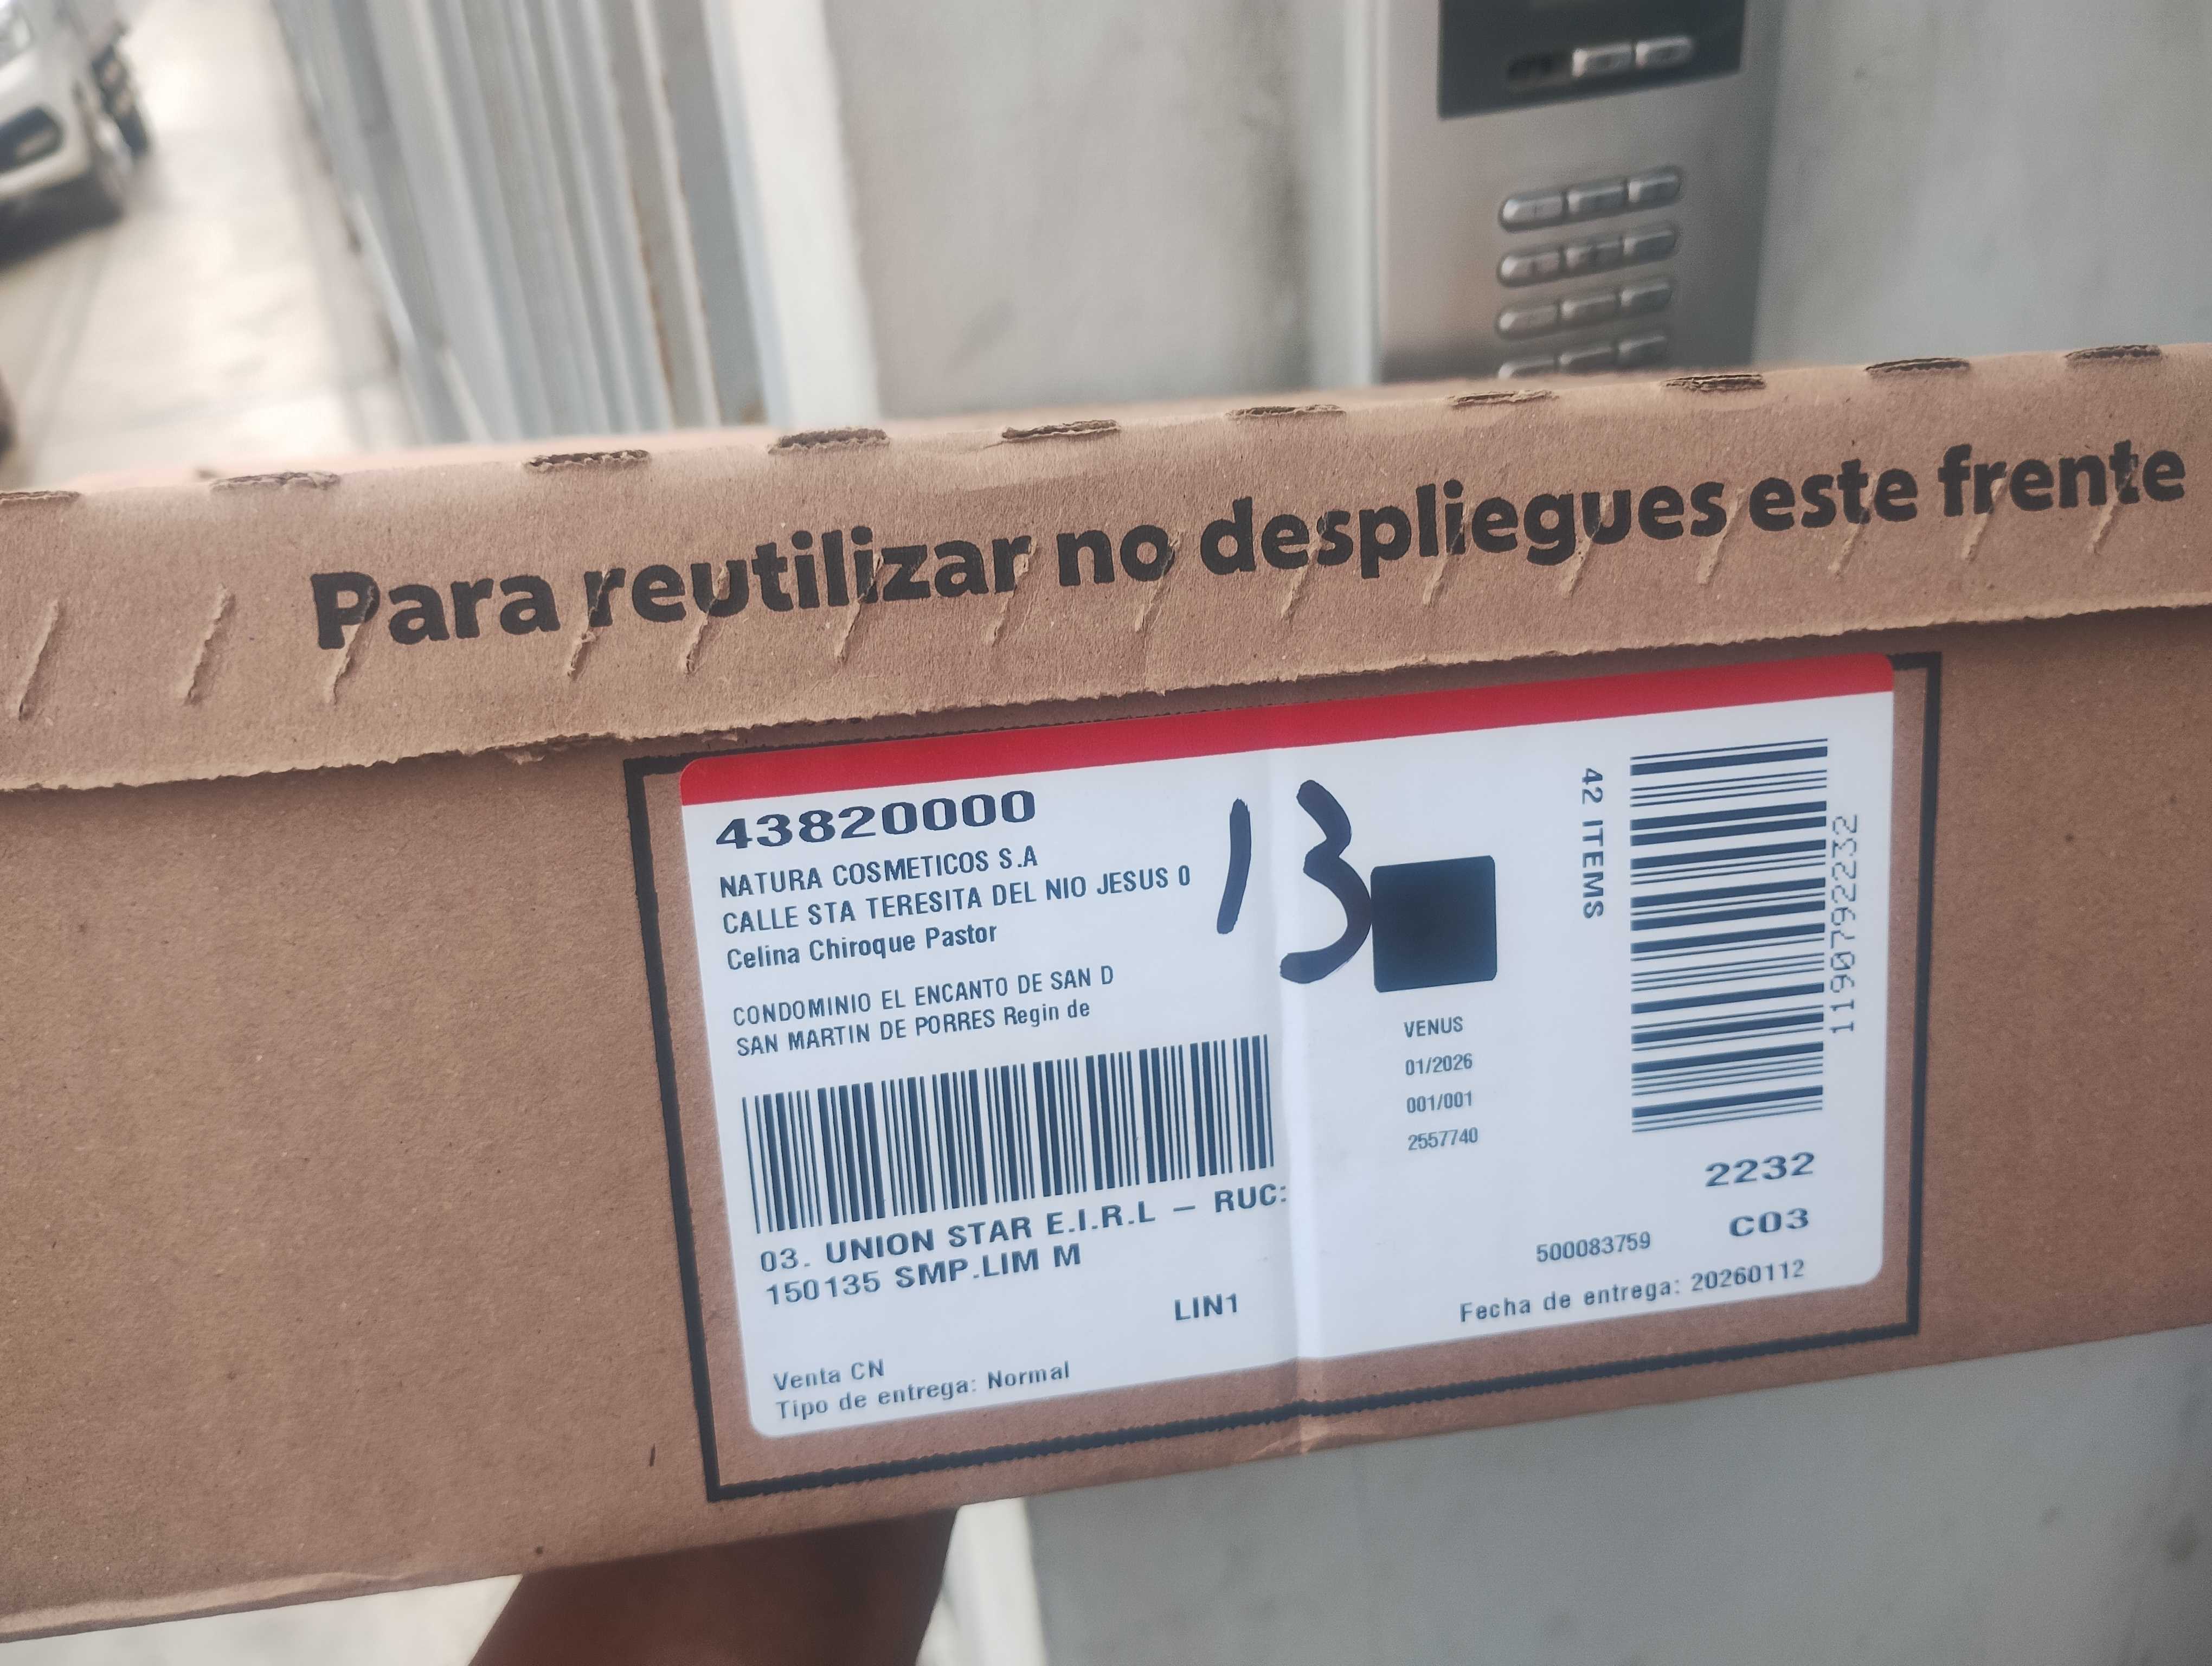 Para reutilizar no despliegues este frente
43820000
NATURA COSMETICOS S.A
CALLE STA TERESITA DEL NIO JESUS 0
Celina Chiroque Pastor
CONDOMINIO EL ENCANTO DE SAN D
SAN MARTIN DE PORRES Regin de
03. UNION STAR E.I.R.L – RUC:
150135 SMP.LIM M
LIN1
Venta CN
Tipo de entrega: Normal
13
VENUS
01/2026
001/001
2557740
42 ITEMS
1190792232
2232
C03
500083759
Fecha de entrega: 20260112